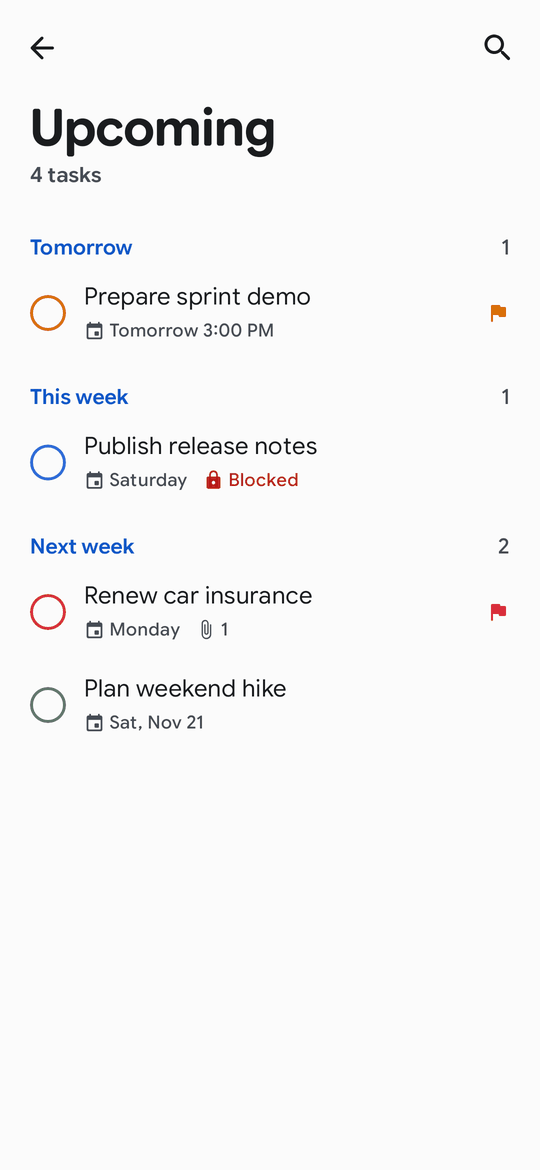 Upcoming
4 tasks
Tomorrow 1
Prepare sprint demo
Tomorrow 3:00 PM
This week 1
Publish release notes
Saturday Blocked
Next week 2
Renew car insurance
Monday 1
Plan weekend hike
Sat, Nov 21